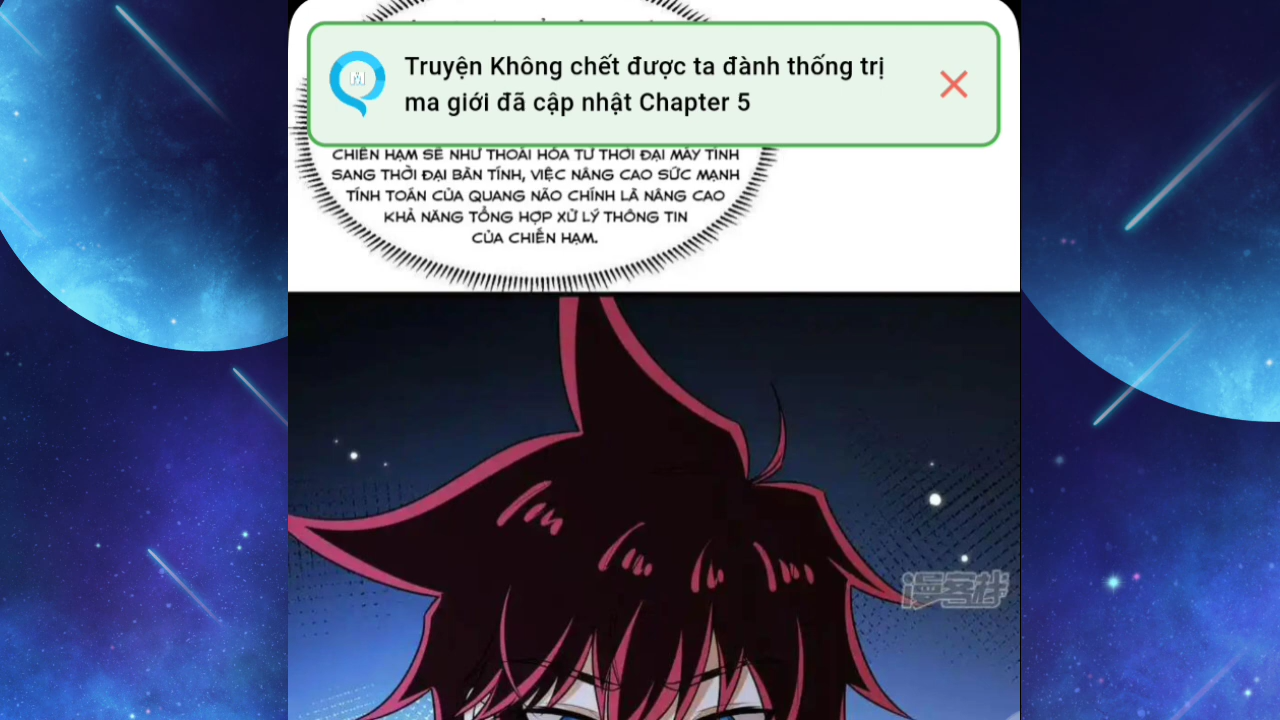 Truyện Không chết được ta đành thống trị
ma giới đã cập nhật Chapter 5
M
CHIẾN HẠM SẼ NHƯ THOÁI HÓA TỪ THỜI ĐẠI MÁY TÍNH
SANG THỜI ĐẠI BÀN TÍNH, VIỆC NÂNG CAO SỨC MẠNH
TÍNH TOÁN CỦA QUANG NÃO CHÍNH LÃ NÂNG CAO
KHẢ NĂNG TỔNG HỢP XỬ LÝ THÔNG TIN
CỦA CHIẾN HẠM.
漫客栈